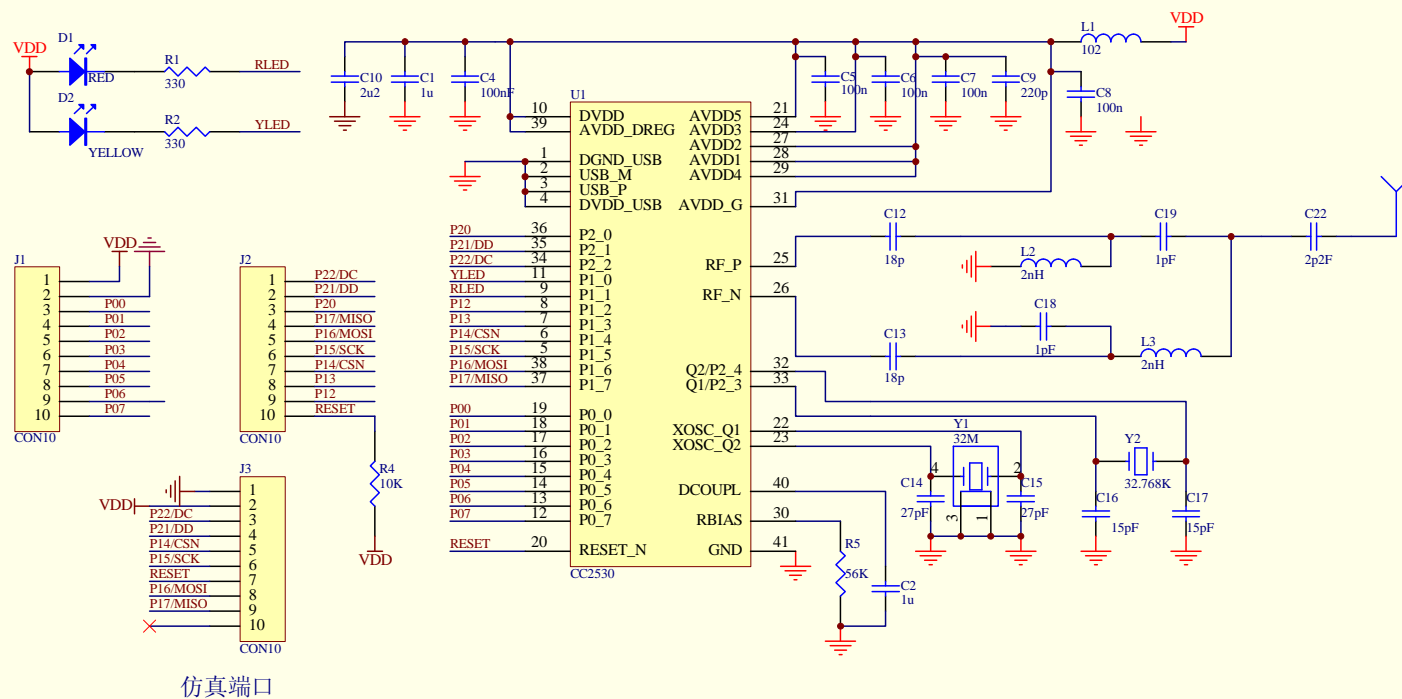 VDD
D1
RED
R1
330
RLED
D2
YELLOW
R2
330
YLED
C10
2u2
C1
1u
C4
100nF
C5
100n
C6
100n
C7
100n
C9
220p
C8
100n
L1
102
VDD
U1
10 DVDD
39 AVDD_DREG
1 DGND_USB
2 USB_M
3 USB_P
4 DVDD_USB
P20 36 P2_0
P21/DD 35 P2_1
P22/DC 34 P2_2
YLED 11 P1_0
RLED 9 P1_1
P12 8 P1_2
P13 7 P1_3
P14/CSN 6 P1_4
P15/SCK 5 P1_5
P16/MOSI 38 P1_6
P17/MISO 37 P1_7
P00 19 P0_0
P01 18 P0_1
P02 17 P0_2
P03 16 P0_3
P04 15 P0_4
P05 14 P0_5
P06 13 P0_6
P07 12 P0_7
RESET 20 RESET_N
AVDD5 21
AVDD3 24
AVDD2 27
AVDD1 28
AVDD4 29
AVDD_G 31
RF_P 25
RF_N 26
Q2/P2_4 32
Q1/P2_3 33
XOSC_Q1 22
XOSC_Q2 23
DCOUPL 40
RBIAS 30
GND 41
CC2530
C12
18p
C19
1pF
C22
2p2F
L2
2nH
C18
1pF
C13
18p
L3
2nH
Y1
32M
4
2
3
1
C14
27pF
C15
27pF
Y2
32.768K
C16
15pF
C17
15pF
R5
56K
C2
1u
VDD
J1
1
2
3 P00
4 P01
5 P02
6 P03
7 P04
8 P05
9 P06
10 P07
CON10
J2
1 P22/DC
2 P21/DD
3 P20
4 P17/MISO
5 P16/MOSI
6 P15/SCK
7 P14/CSN
8 P13
9 P12
10 RESET
CON10
R4
10K
VDD
J3
1
VDD 2
P22/DC 3
P21/DD 4
P14/CSN 5
P15/SCK 6
RESET 7
P16/MOSI 8
P17/MISO 9
10
CON10
仿真端口